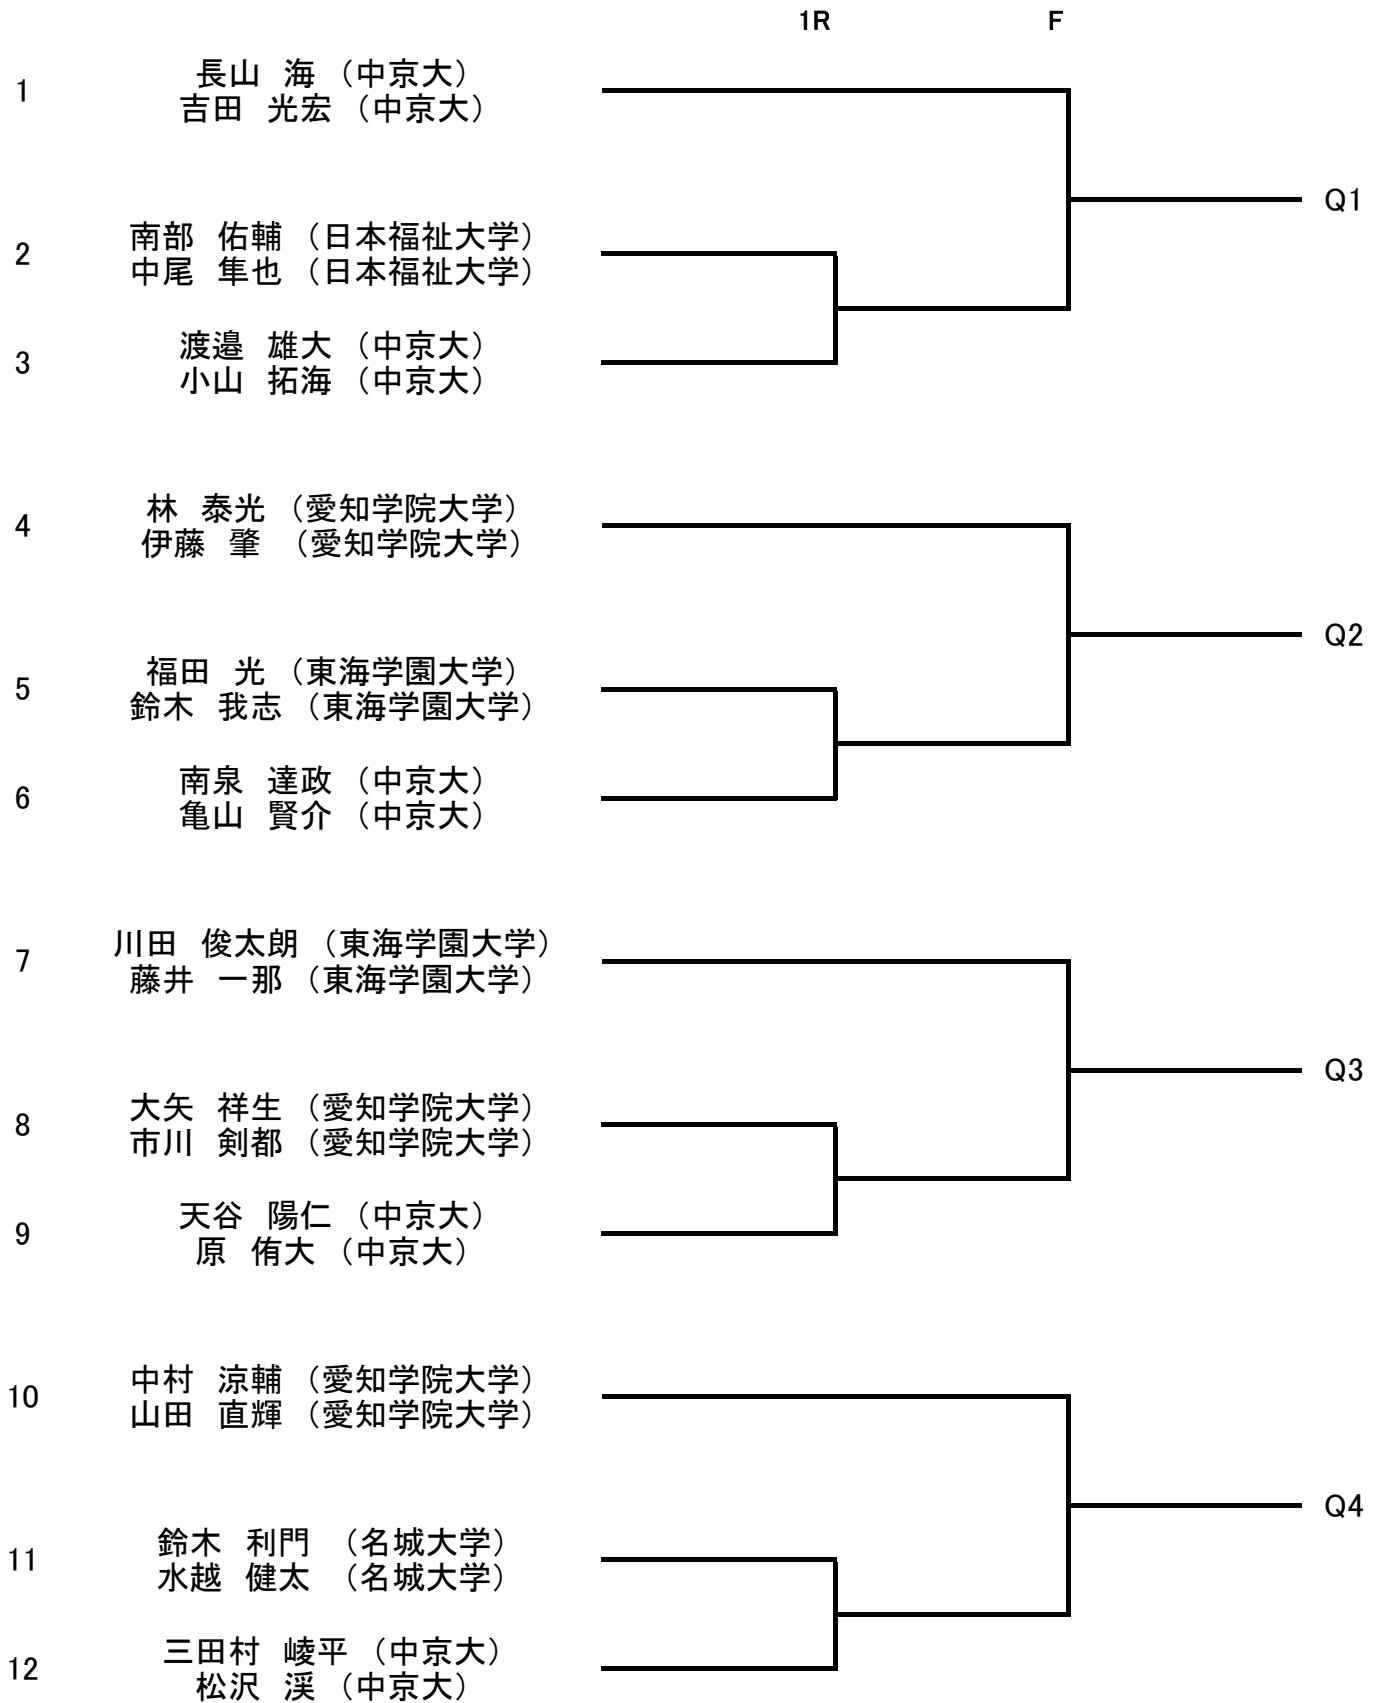 1R F
1
長山 海 (中京大)
吉田 光宏 (中京大)
Q1
2
南部 佑輔 (日本福祉大学)
中尾 隼也 (日本福祉大学)
3
渡邉 雄大 (中京大)
小山 拓海 (中京大)
4
林 泰光 (愛知学院大学)
伊藤 肇 (愛知学院大学)
Q2
5
福田 光 (東海学園大学)
鈴木 我志 (東海学園大学)
6
南泉 達政 (中京大)
亀山 賢介 (中京大)
7
川田 俊太朗 (東海学園大学)
藤井 一那 (東海学園大学)
Q3
8
大矢 祥生 (愛知学院大学)
市川 剣都 (愛知学院大学)
9
天谷 陽仁 (中京大)
原 侑大 (中京大)
10
中村 涼輔 (愛知学院大学)
山田 直輝 (愛知学院大学)
Q4
11
鈴木 利門 (名城大学)
水越 健太 (名城大学)
12
三田村 崚平 (中京大)
松沢 渓 (中京大)